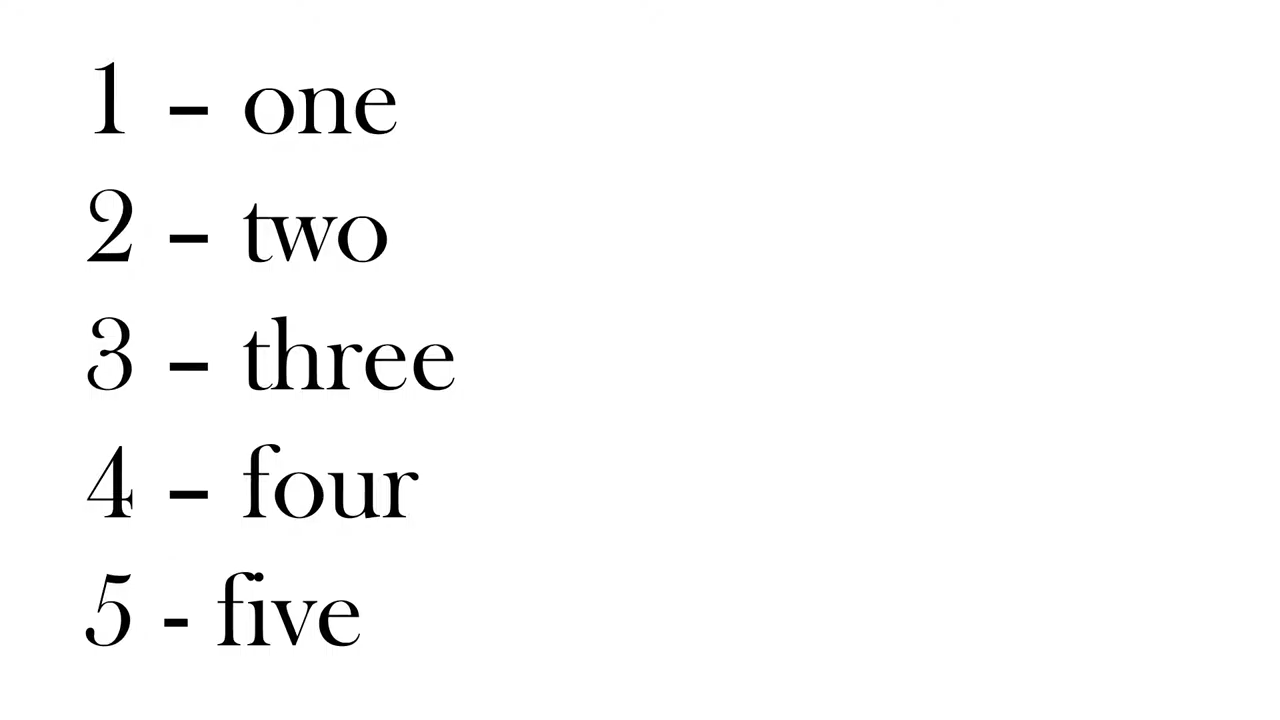 1 – one
2 – two
3 – three
4 – four
5 - five